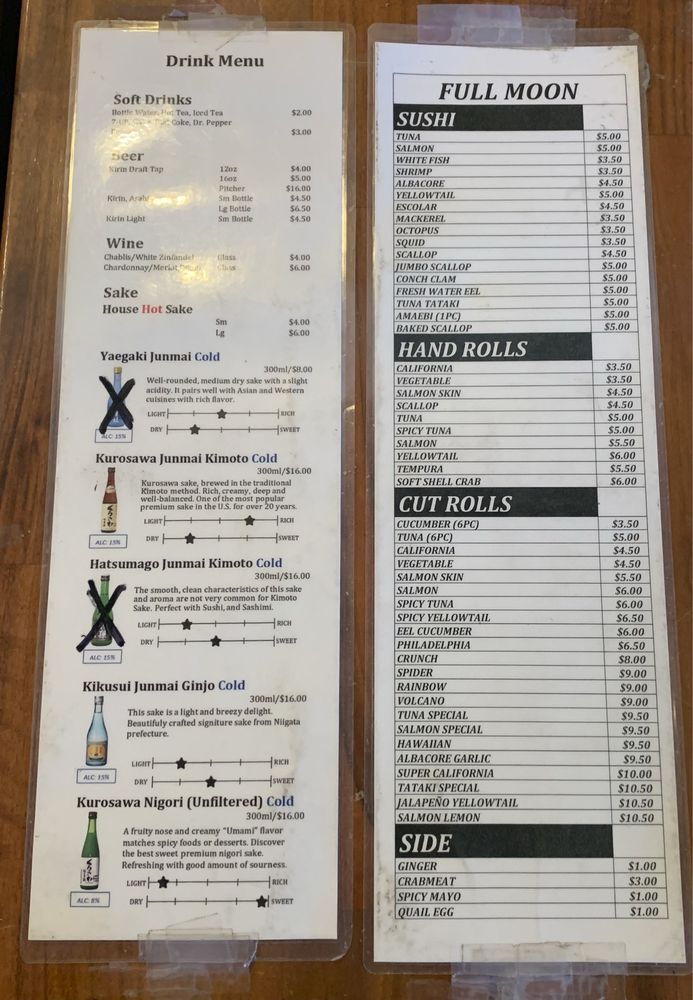 Drink Menu
Soft Drinks
Bottle Water, Hot Tea, Iced Tea $2.00
7-UP, Coke, Diet Coke, Dr. Pepper
$3.00
Beer
Kirin Draft Tap 12oz $4.00
16oz $5.00
Pitcher $16.00
Kirin, Asahi Sm Bottle $4.50
Lg Bottle $6.50
Kirin Light Sm Bottle $4.50
Wine
Chablis/White Zinfandel Glass $4.00
Chardonnay/Merlot Glass $6.00
Sake
House Hot Sake
Sm $4.00
Lg $6.00
Yaegaki Junmai Cold
300ml/$8.00
Well-rounded, medium dry sake with a slight
acidity. It pairs well with Asian and Western
cuisines with rich flavor.
LIGHT RICH
DRY SWEET
ALC: 15%
Kurosawa Junmai Kimoto Cold
300ml/$16.00
Kurosawa sake, brewed in the traditional
Kimoto method. Rich, creamy, deep and
well-balanced. One of the most popular
premium sake in the U.S. for over 20 years.
LIGHT RICH
DRY SWEET
ALC: 15%
Hatsumago Junmai Kimoto Cold
300ml/$16.00
The smooth, clean characteristics of this sake
and aroma are not very common for Kimoto
Sake. Perfect with Sushi, and Sashimi.
LIGHT RICH
DRY SWEET
ALC: 15%
Kikusui Junmai Ginjo Cold
300ml/$16.00
This sake is a light and breezy delight.
Beautifuly crafted signiture sake from Niigata
prefecture.
LIGHT RICH
DRY SWEET
ALC: 15%
Kurosawa Nigori (Unfiltered) Cold
300ml/$16.00
A fruity nose and creamy "Umami" flavor
matches spicy foods or desserts. Discover
the best sweet premium nigori sake.
Refreshing with good amount of sourness.
LIGHT RICH
DRY SWEET
ALC: 8%
FULL MOON
SUSHI
TUNA $5.00
SALMON $5.00
WHITE FISH $3.50
SHRIMP $3.50
ALBACORE $4.50
YELLOWTAIL $5.00
ESCOLAR $4.50
MACKEREL $3.50
OCTOPUS $3.50
SQUID $3.50
SCALLOP $4.50
JUMBO SCALLOP $5.00
CONCH CLAM $5.00
FRESH WATER EEL $5.00
TUNA TATAKI $5.00
AMAEBI (1PC) $5.00
BAKED SCALLOP $5.00
HAND ROLLS
CALIFORNIA $3.50
VEGETABLE $3.50
SALMON SKIN $4.50
SCALLOP $4.50
TUNA $5.00
SPICY TUNA $5.00
SALMON $5.50
YELLOWTAIL $6.00
TEMPURA $5.50
SOFT SHELL CRAB $6.00
CUT ROLLS
CUCUMBER (6PC) $3.50
TUNA (6PC) $5.00
CALIFORNIA $4.50
VEGETABLE $4.50
SALMON SKIN $5.50
SALMON $6.00
SPICY TUNA $6.00
SPICY YELLOWTAIL $6.50
EEL CUCUMBER $6.00
PHILADELPHIA $6.50
CRUNCH $8.00
SPIDER $9.00
RAINBOW $9.00
VOLCANO $9.00
TUNA SPECIAL $9.50
SALMON SPECIAL $9.50
HAWAIIAN $9.50
ALBACORE GARLIC $9.50
SUPER CALIFORNIA $10.00
TATAKI SPECIAL $10.50
JALAPEÑO YELLOWTAIL $10.50
SALMON LEMON $10.50
SIDE
GINGER $1.00
CRABMEAT $3.00
SPICY MAYO $1.00
QUAIL EGG $1.00